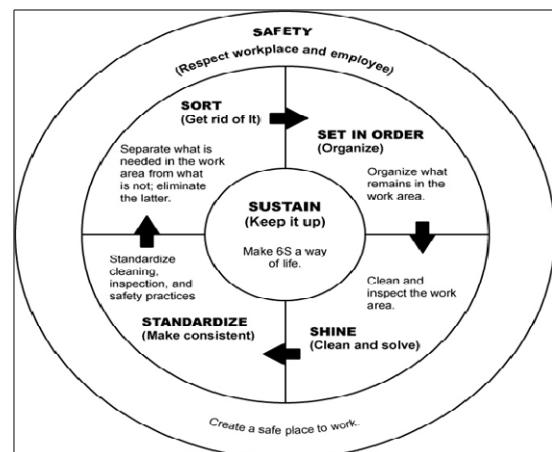 SAFETY
(Respect workplace and employee)
SORT
(Get rid of It)
Separate what is
needed in the work
area from what
is not; eliminate
the latter.
SET IN ORDER
(Organize)
Organize what
remains in the
work area.
SUSTAIN
(Keep it up)
Make 6S a way
of life.
Standardize
cleaning,
inspection, and
safety practices
STANDARDIZE
(Make consistent)
Clean and
inspect the work
area.
SHINE
(Clean and solve)
Create a safe place to work.